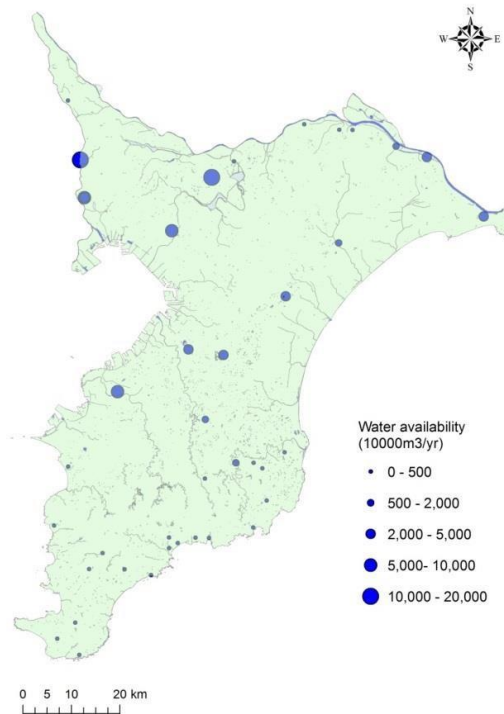 N
W E
S
Water availability
(10000m3/yr)
0 - 500
500 - 2,000
2,000 - 5,000
5,000- 10,000
10,000 - 20,000
0 5 10 20 km